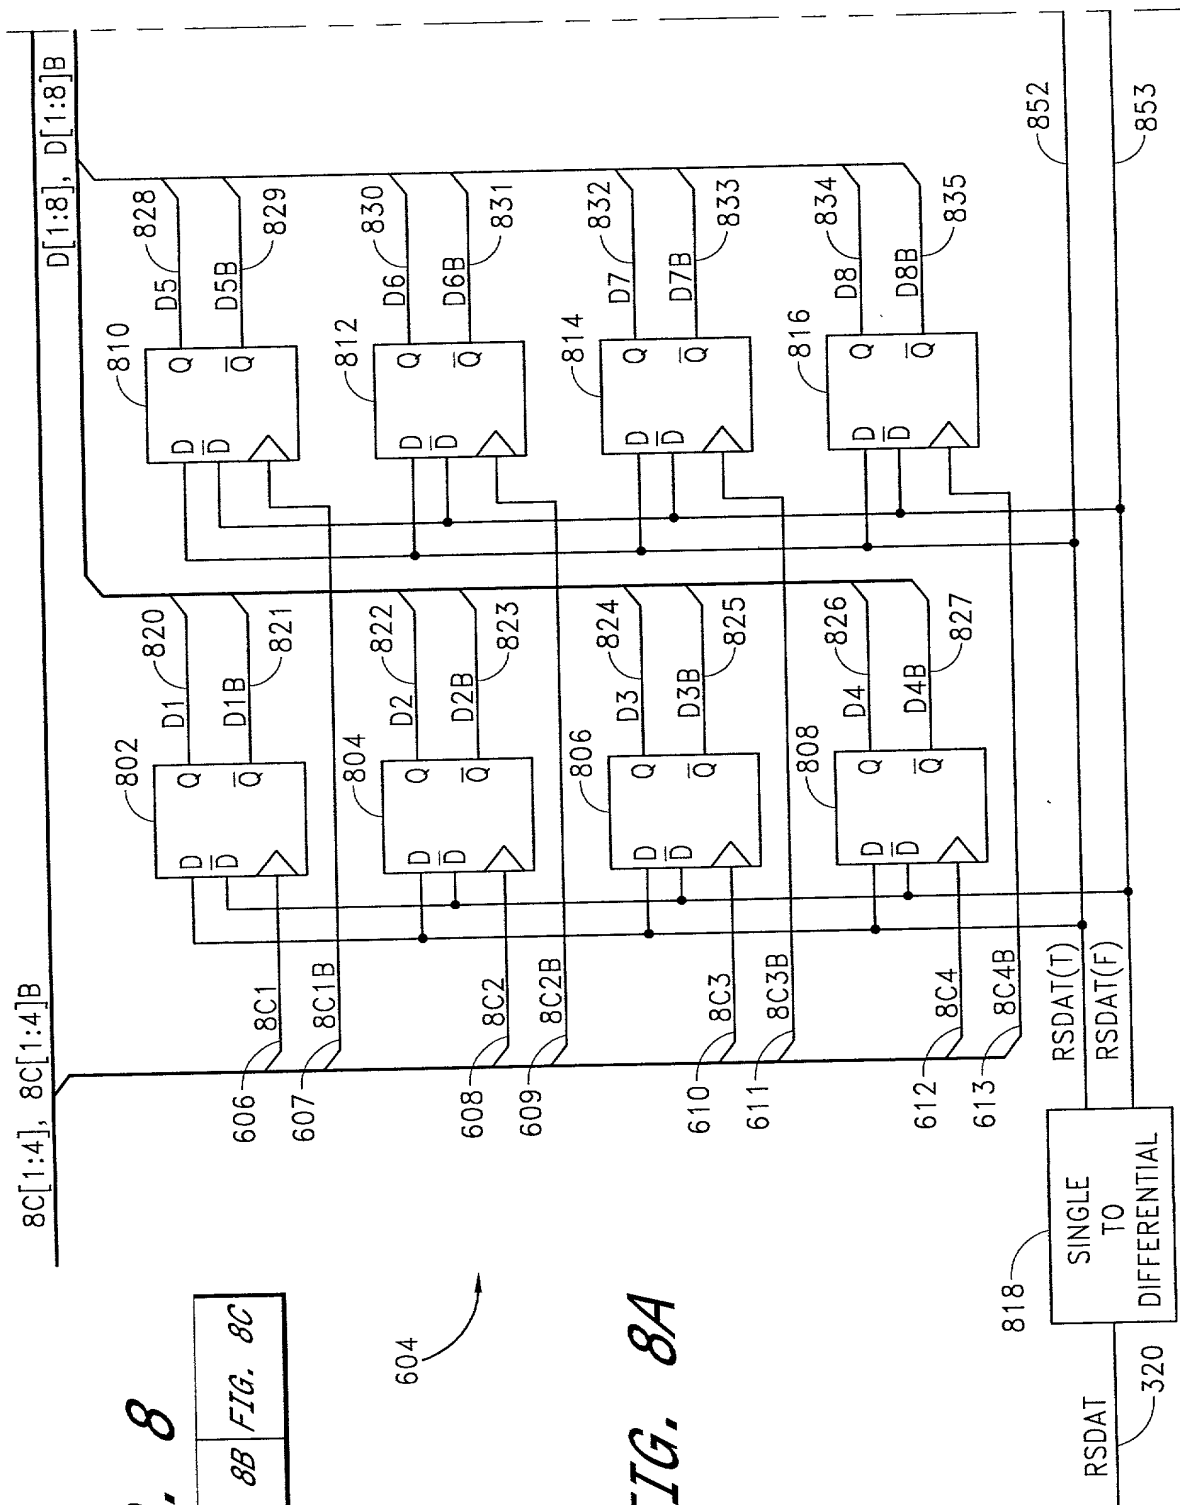 8C[1:4], 8C[1:4]B
D[1:8], D[1:8]B
606
8C1
607
8C1B
608
8C2
609
8C2B
610
8C3
611
8C3B
612
8C4
613
8C4B
802
D
D
Q
Q
D1
820
D1B
821
804
D
D
Q
Q
D2
822
D2B
823
806
D
D
Q
Q
D3
824
D3B
825
808
D
D
Q
Q
D4
826
D4B
827
810
D
D
Q
Q
D5
828
D5B
829
812
D
D
Q
Q
D6
830
D6B
831
814
D
D
Q
Q
D7
832
D7B
833
816
D
D
Q
Q
D8
834
D8B
835
RSDAT
320
818
SINGLE
TO
DIFFERENTIAL
RSDAT(T)
RSDAT(F)
852
853
604
8
8B FIG. 8C
IG. 8A